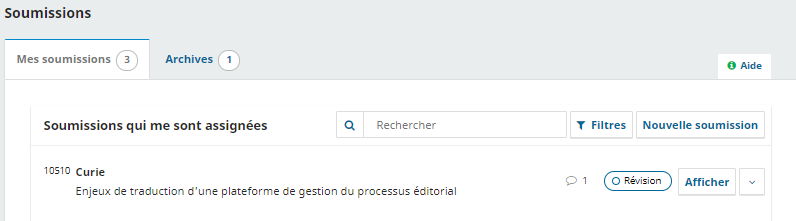 Soumissions
Mes soumissions 3 Archives 1
Aide
Soumissions qui me sont assignées Rechercher Filtres Nouvelle soumission
10510 Curie 1 Révision Afficher
Enjeux de traduction d'une plateforme de gestion du processus éditorial